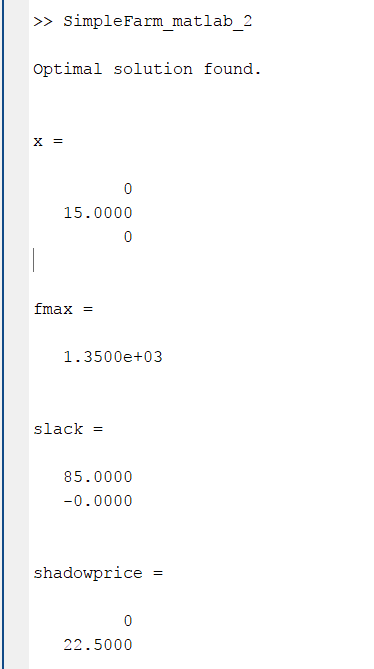 >> SimpleFarm_matlab_2
Optimal solution found.
x =
0
15.0000
0
fmax =
1.3500e+03
slack =
85.0000
-0.0000
shadowprice =
0
22.5000